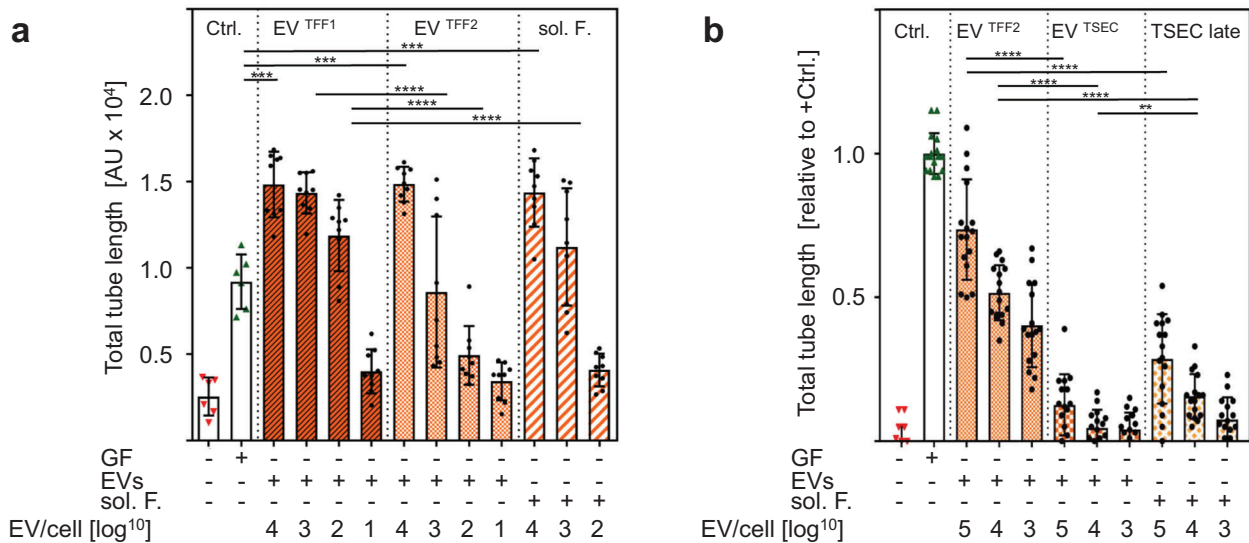 a
Ctrl. EV TFF1 EV TFF2 sol. F.
***
***
***
****
****
****
Total tube length [AU x 10⁴]
2.0
1.5
1.0
0.5
GF - + - - - - - - - - - - -
EVs - - + + + + + + + + - - -
sol. F. - - - - - - - - - - + + +
EV/cell [log¹⁰] 4 3 2 1 4 3 2 1 4 3 2
b
Ctrl. EV TFF2 EV TSEC TSEC late
****
****
****
****
**
Total tube length [relative to +Ctrl.]
1.0
0.5
- + - - - - - - - - -
- - + + + + + + - - -
- - - - - - - - + + +
EV/cell [log¹⁰] 5 4 3 5 4 3 5 4 3